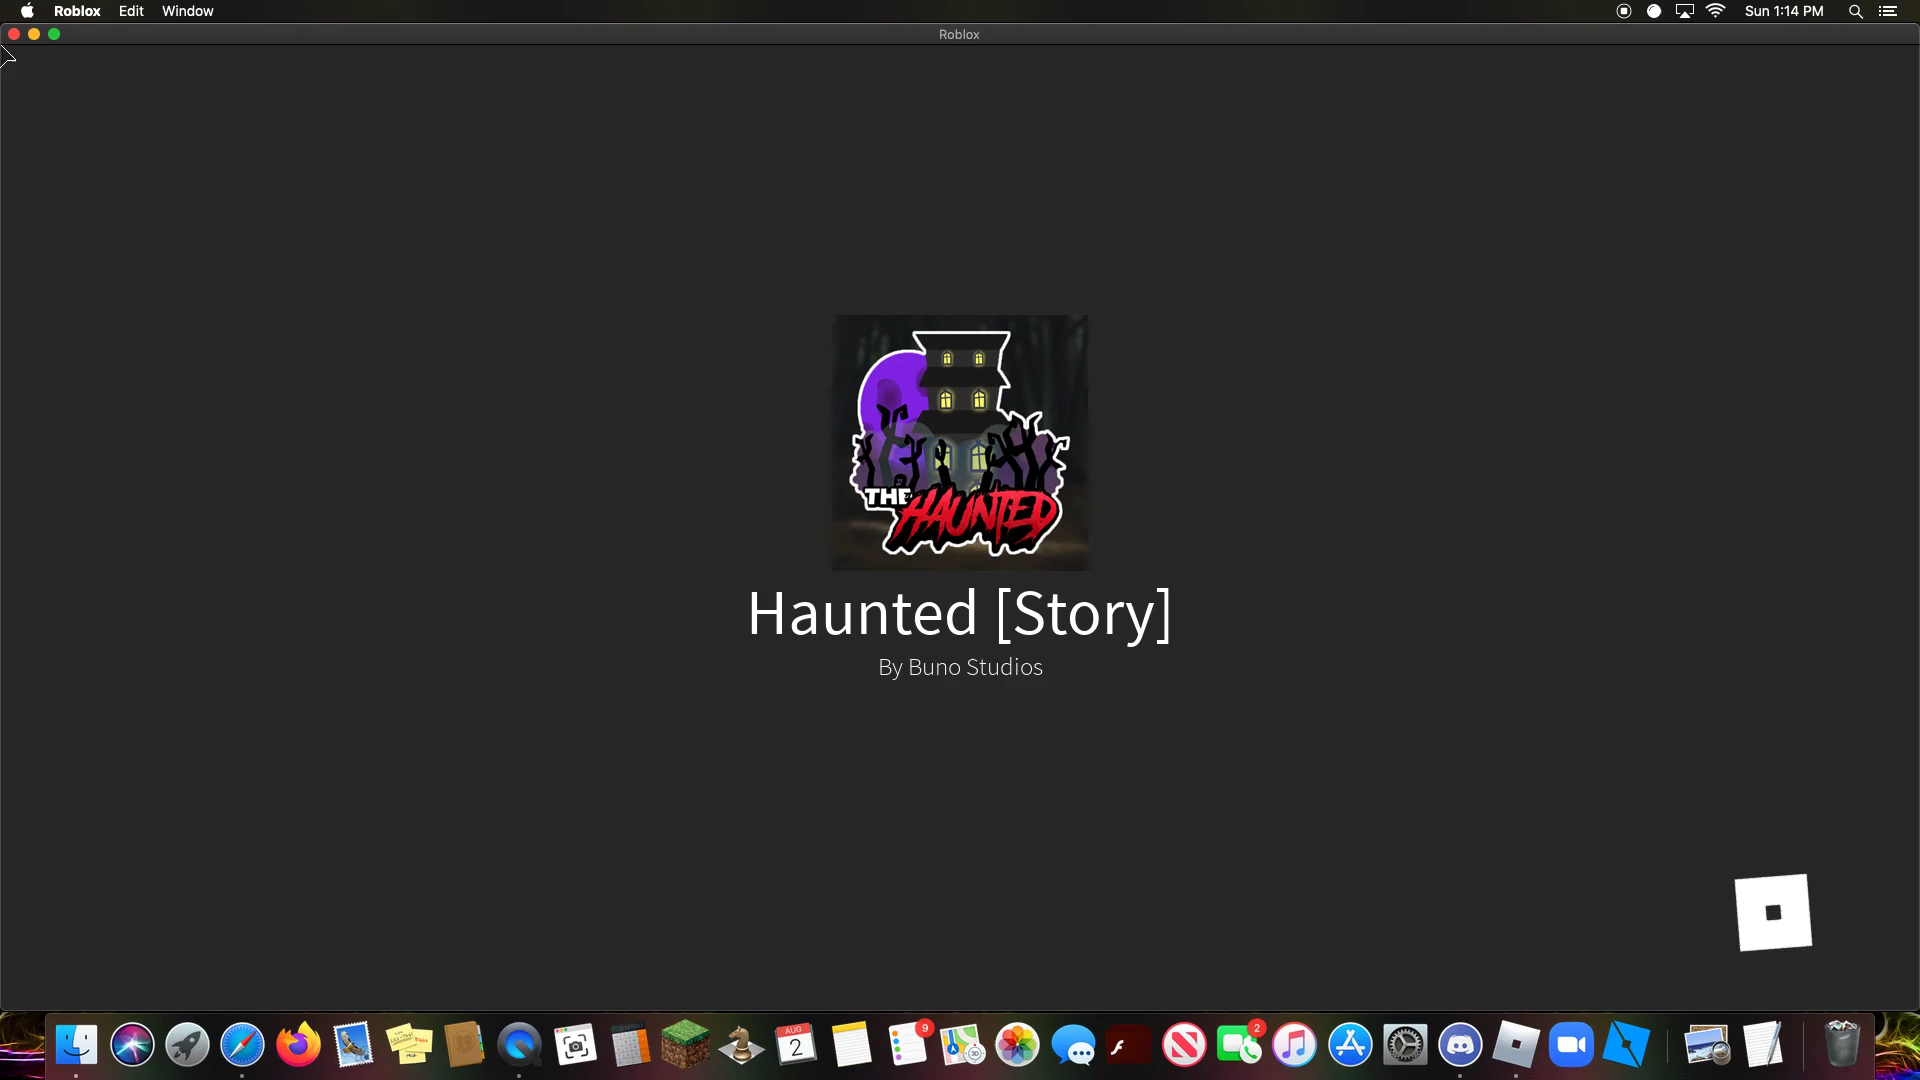 Roblox Edit Window
Sun 1:14 PM
Roblox
THE
HAUNTED
Haunted [Story]
By Buno Studios
AUG
2
9
3D
2